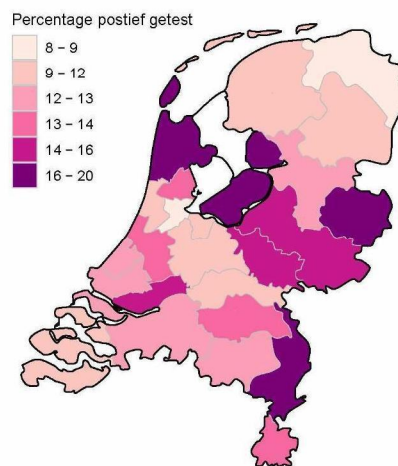 Percentage postief getest
8 – 9
9 – 12
12 – 13
13 – 14
14 – 16
16 – 20